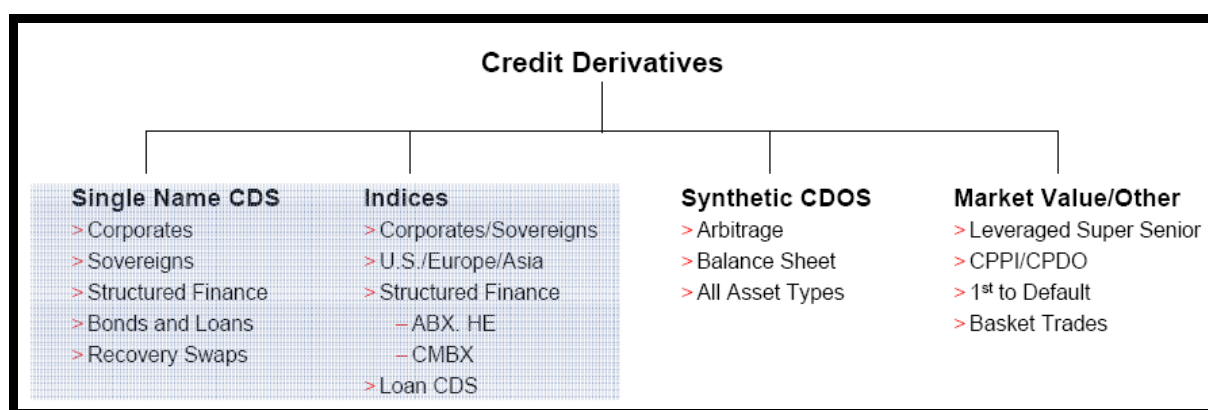 Credit Derivatives
Single Name CDS
> Corporates
> Sovereigns
> Structured Finance
> Bonds and Loans
> Recovery Swaps
Indices
> Corporates/Sovereigns
> U.S./Europe/Asia
> Structured Finance
– ABX. HE
– CMBX
> Loan CDS
Synthetic CDOS
> Arbitrage
> Balance Sheet
> All Asset Types
Market Value/Other
> Leveraged Super Senior
> CPPI/CPDO
> 1st to Default
> Basket Trades